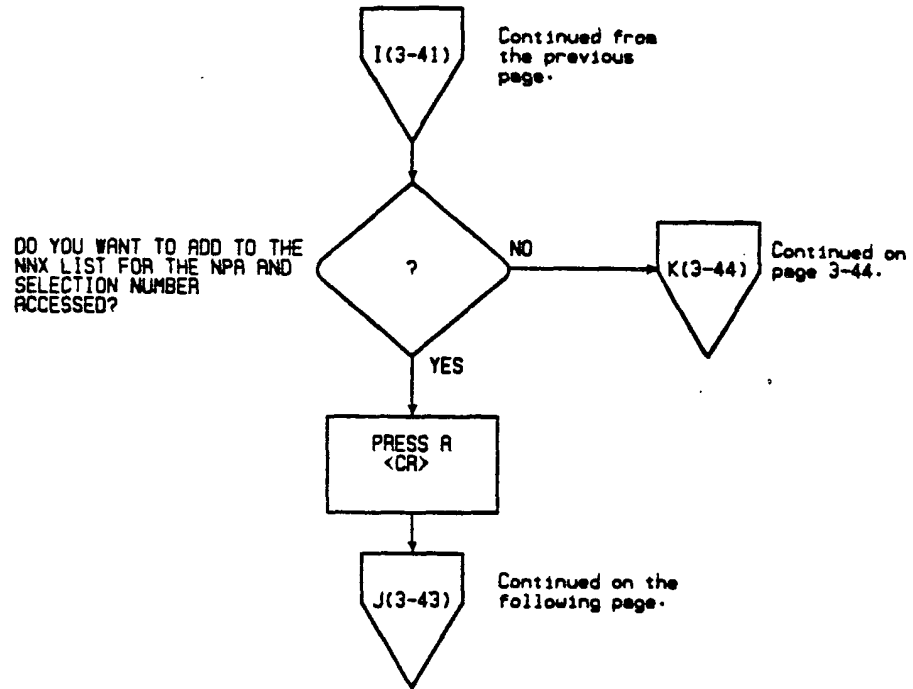 I(3-41)
Continued from
the previous
page.
DO YOU WANT TO ADD TO THE
NNX LIST FOR THE NPA AND
SELECTION NUMBER
ACCESSED?
?
NO
K(3-44)
Continued on
page 3-44.
YES
PRESS A
<CR>
J(3-43)
Continued on the
following page.